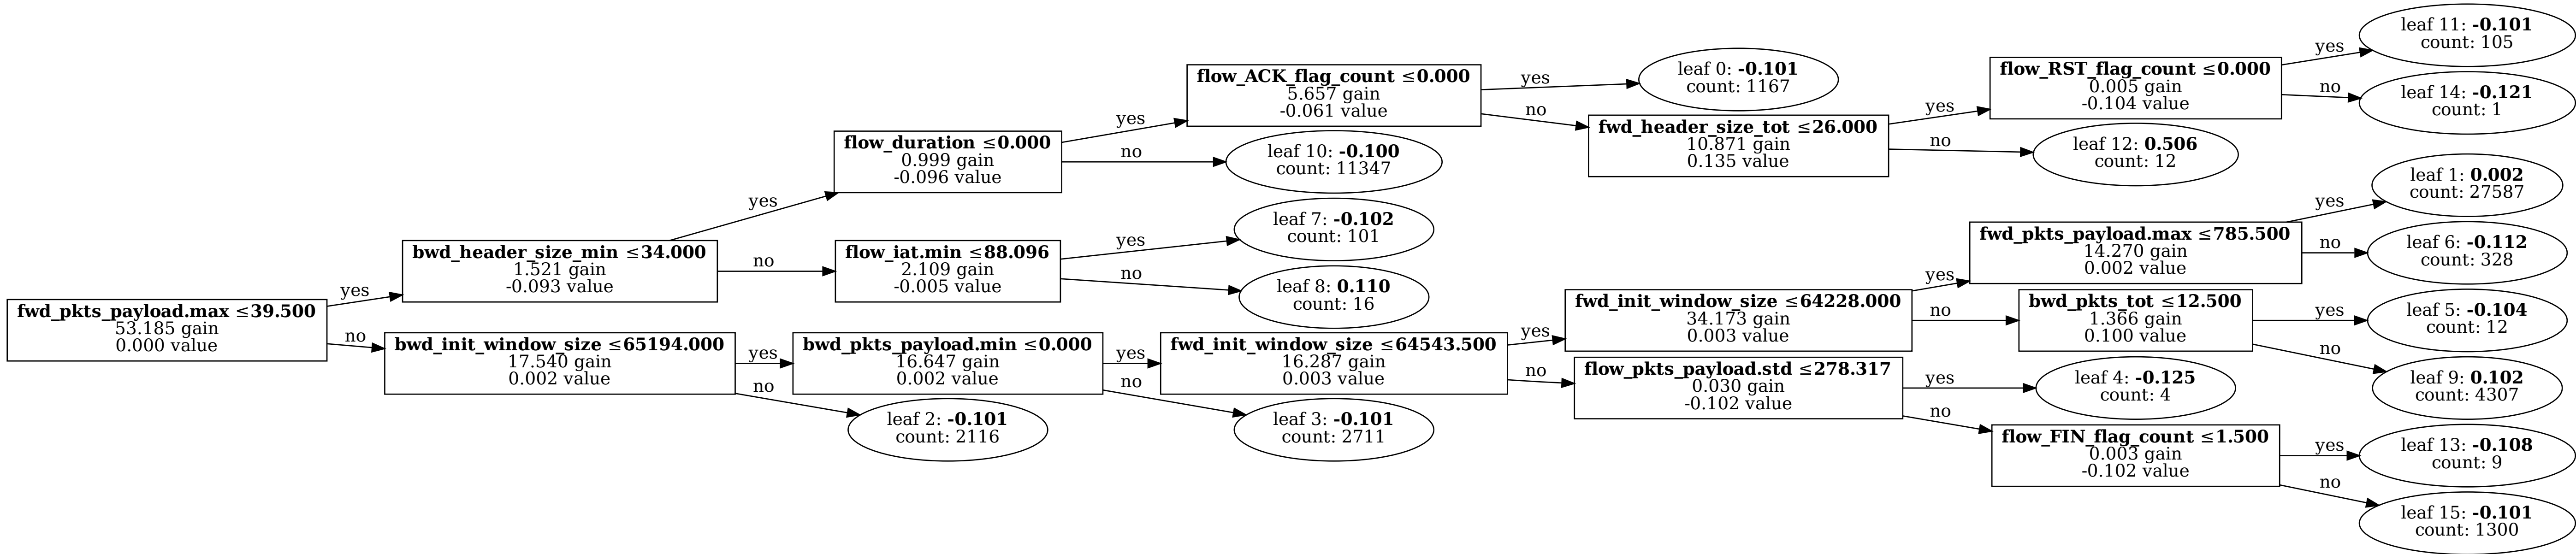 fwd_pkts_payload.max ≤39.500
53.185 gain
0.000 value
yes
no
bwd_header_size_min ≤34.000
1.521 gain
-0.093 value
yes
no
bwd_init_window_size ≤65194.000
17.540 gain
0.002 value
yes
no
flow_duration ≤0.000
0.999 gain
-0.096 value
yes
no
flow_iat.min ≤88.096
2.109 gain
-0.005 value
yes
no
bwd_pkts_payload.min ≤0.000
16.647 gain
0.002 value
yes
no
leaf 2: -0.101
count: 2116
flow_ACK_flag_count ≤0.000
5.657 gain
-0.061 value
yes
no
leaf 10: -0.100
count: 11347
leaf 7: -0.102
count: 101
leaf 8: 0.110
count: 16
fwd_init_window_size ≤64543.500
16.287 gain
0.003 value
yes
no
leaf 3: -0.101
count: 2711
leaf 0: -0.101
count: 1167
fwd_header_size_tot ≤26.000
10.871 gain
0.135 value
yes
no
fwd_init_window_size ≤64228.000
34.173 gain
0.003 value
yes
no
flow_pkts_payload.std ≤278.317
0.030 gain
-0.102 value
yes
no
flow_RST_flag_count ≤0.000
0.005 gain
-0.104 value
yes
no
leaf 12: 0.506
count: 12
fwd_pkts_payload.max ≤785.500
14.270 gain
0.002 value
yes
no
bwd_pkts_tot ≤12.500
1.366 gain
0.100 value
yes
no
leaf 4: -0.125
count: 4
flow_FIN_flag_count ≤1.500
0.003 gain
-0.102 value
yes
no
leaf 11: -0.101
count: 105
leaf 14: -0.121
count: 1
leaf 1: 0.002
count: 27587
leaf 6: -0.112
count: 328
leaf 5: -0.104
count: 12
leaf 9: 0.102
count: 4307
leaf 13: -0.108
count: 9
leaf 15: -0.101
count: 1300